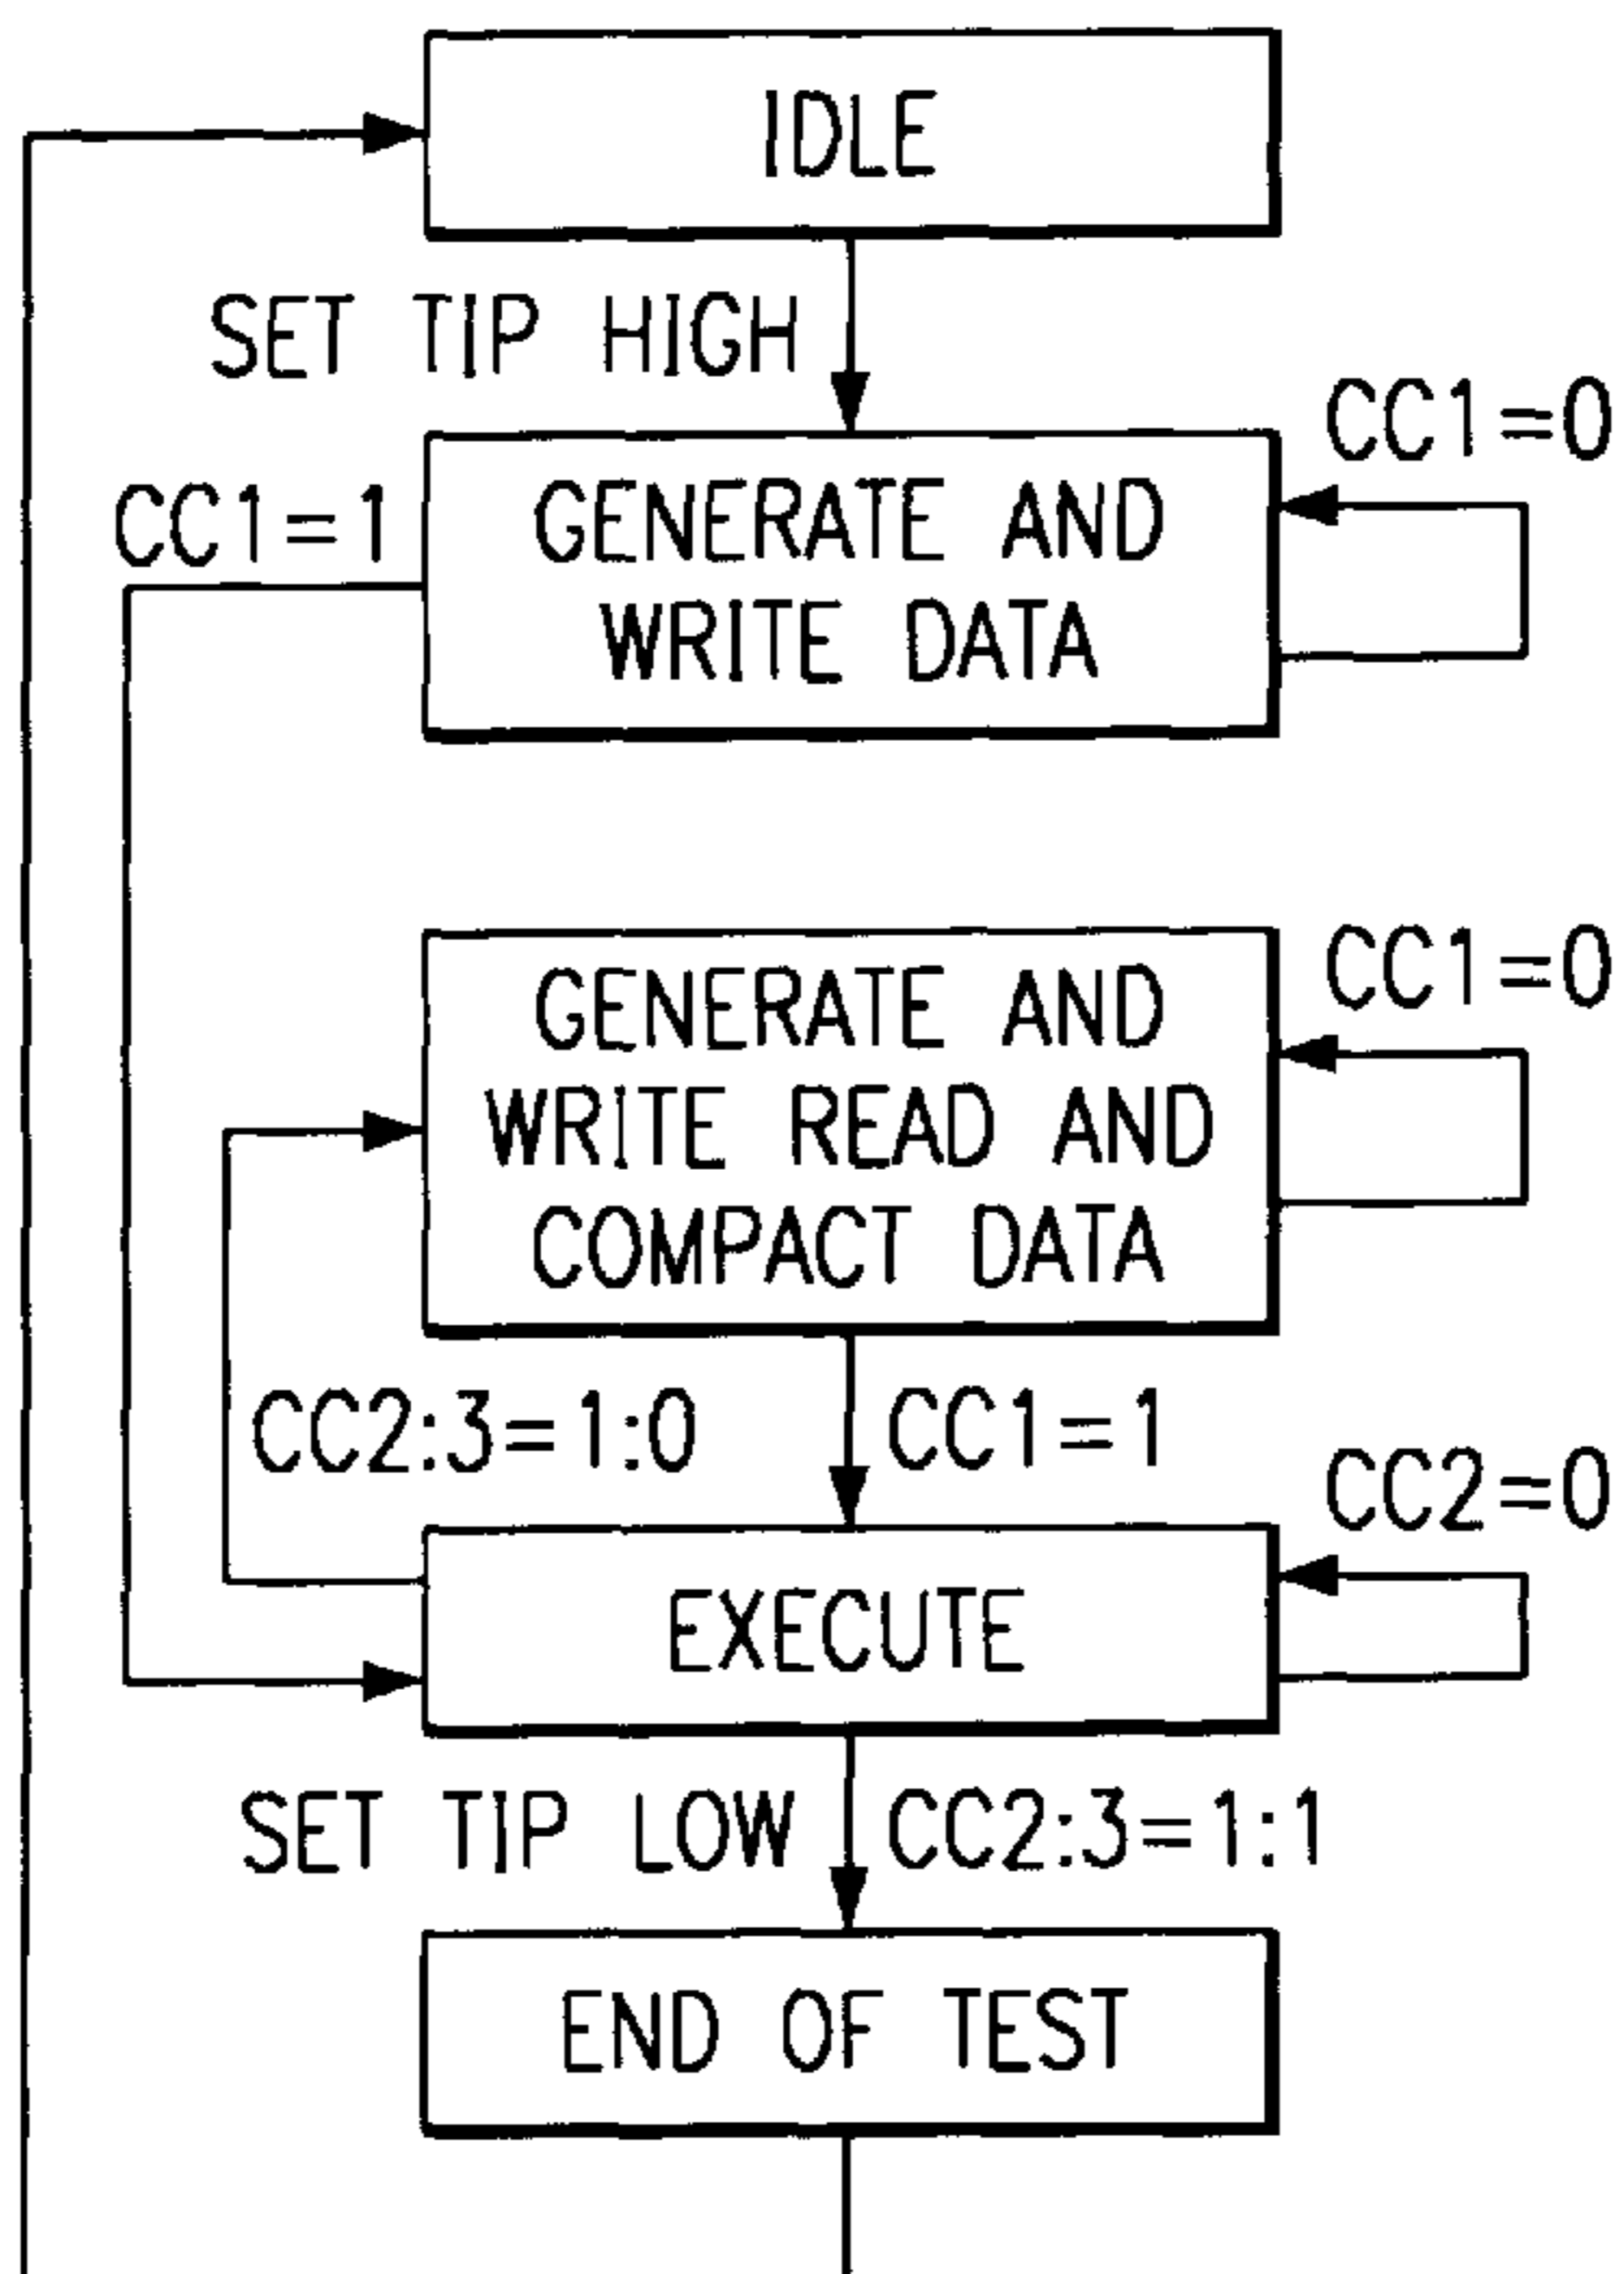 IDLE
SET TIP HIGH
CC1=0
CC1=1
GENERATE AND
WRITE DATA
CC1=0
GENERATE AND
WRITE READ AND
COMPACT DATA
CC2:3=1:0
CC1=1
CC2=0
EXECUTE
SET TIP LOW
CC2:3=1:1
END OF TEST